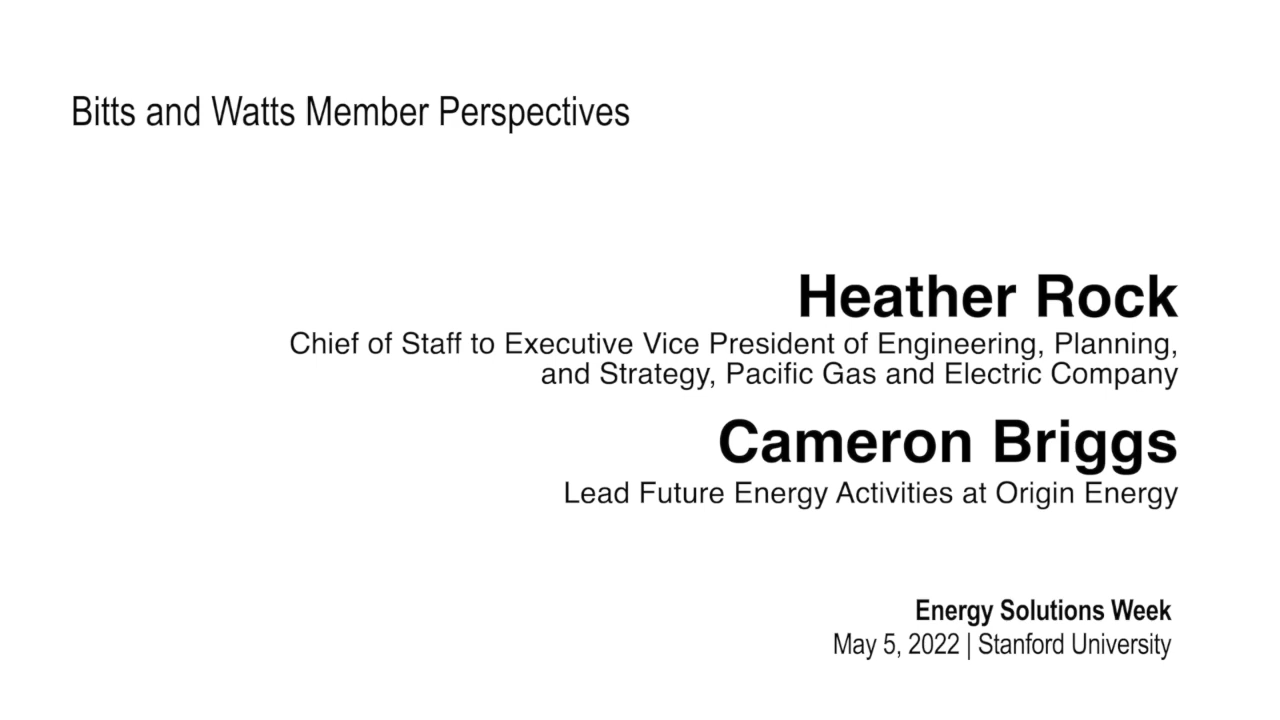 Bitts and Watts Member Perspectives
Heather Rock
Chief of Staff to Executive Vice President of Engineering, Planning,
and Strategy, Pacific Gas and Electric Company
Cameron Briggs
Lead Future Energy Activities at Origin Energy
Energy Solutions Week
May 5, 2022 | Stanford University